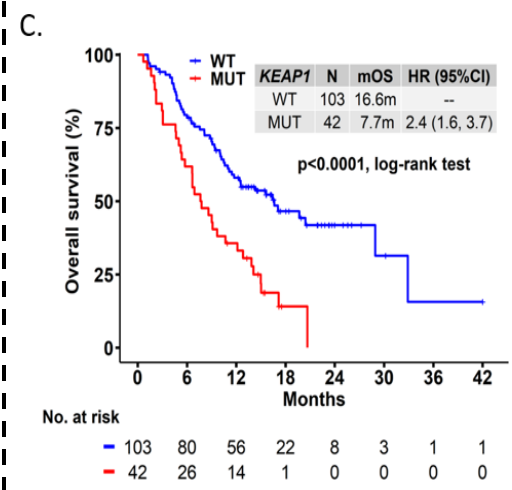 C.
WT
MUT
KEAP1 N mOS HR (95%CI)
WT 103 16.6m --
MUT 42 7.7m 2.4 (1.6, 3.7)
p<0.0001, log-rank test
Overall survival (%)
100
75
50
25
0
0 6 12 18 24 30 36 42
Months
No. at risk
103 80 56 22 8 3 1 1
42 26 14 1 0 0 0 0